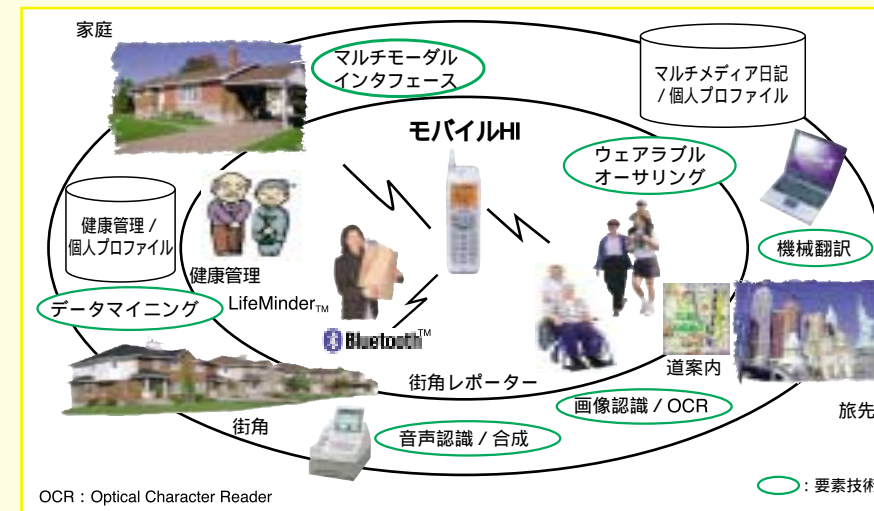 家庭
マルチモーダル
インタフェース
マルチメディア日記
/ 個人プロファイル
モバイルHI
ウェアラブル
オーサリング
健康管理 /
個人プロファイル
機械翻訳
健康管理
データマイニング
LifeMinder™
Bluetooth™
道案内
街角レポーター
画像認識 / OCR
旅先
街角
音声認識 / 合成
OCR : Optical Character Reader
: 要素技術